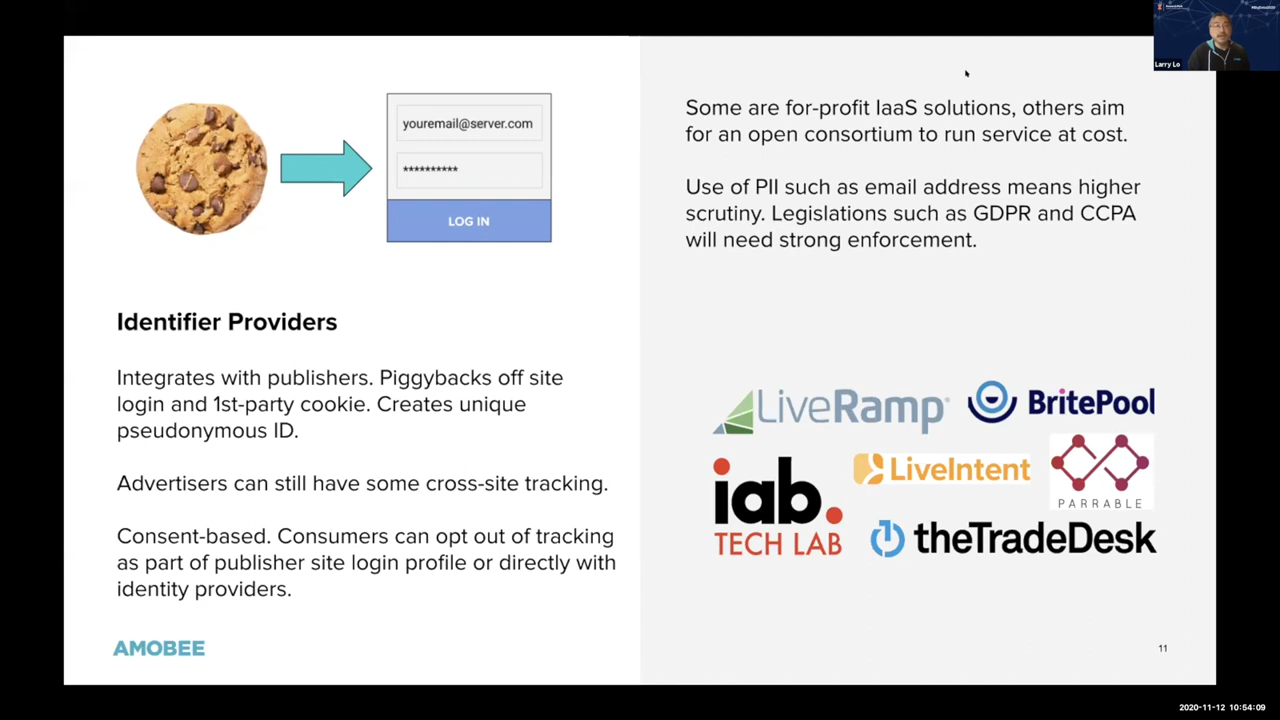 youremail@server.com
**********
LOG IN
Identifier Providers
Integrates with publishers. Piggybacks off site
login and 1st-party cookie. Creates unique
pseudonymous ID.
Advertisers can still have some cross-site tracking.
Consent-based. Consumers can opt out of tracking
as part of publisher site login profile or directly with
identity providers.
AMOBEE
Some are for-profit IaaS solutions, others aim
for an open consortium to run service at cost.
Use of PII such as email address means higher
scrutiny. Legislations such as GDPR and CCPA
will need strong enforcement.
LiveRamp
BritePool
iab.
TECH LAB
LiveIntent
PARRABLE
theTradeDesk
11
Larry Lo
2020-11-12 10:54:09